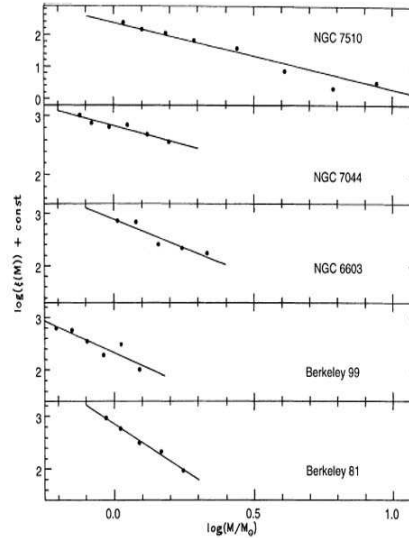 2
NGC 7510
1
0
3
2
NGC 7044
log(ξ(M)) + const
3
2
NGC 6603
3
2
Berkeley 99
3
2
Berkeley 81
0.0 0.5 1.0
log(M/M⊙)